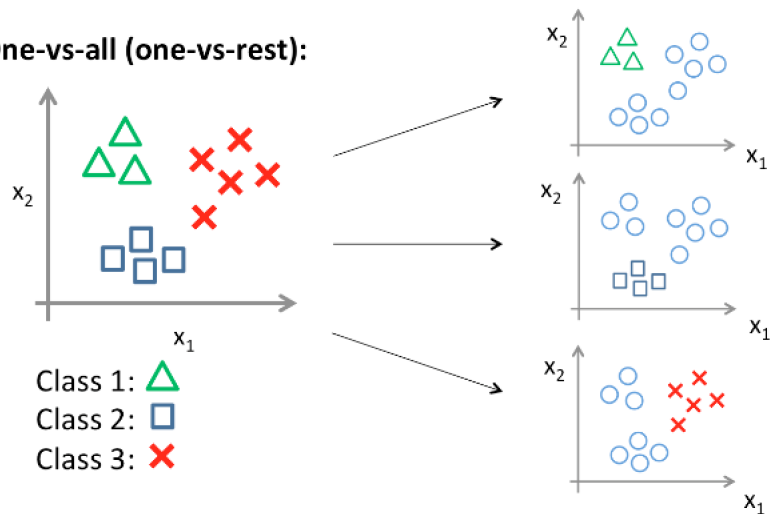 ne-vs-all (one-vs-rest):
x2
x1
Class 1:
Class 2:
Class 3:
x2
x1
x2
x1
x2
x1